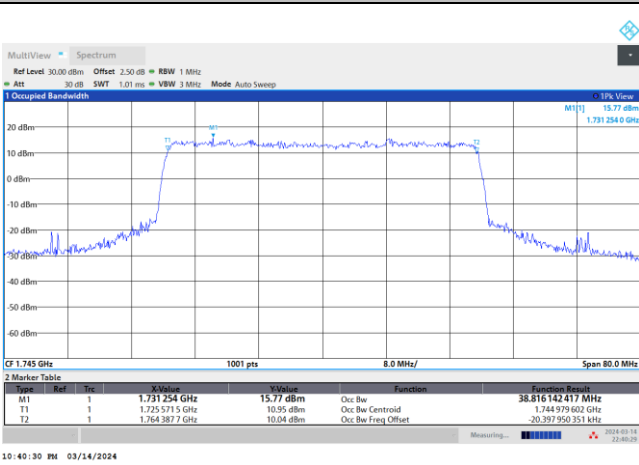 MultiView Spectrum
Ref Level 30.00 dBm Offset 2.50 dB RBW 1 MHz
Att 30 dB SWT 1.01 ms VBW 3 MHz Mode Auto Sweep
1 Occupied Bandwidth 1Pk View
M1[1] 15.77 dBm
1.731 254 0 GHz
20 dBm
T1 M1 T2
10 dBm
0 dBm
-10 dBm
-20 dBm
-30 dBm
-40 dBm
-50 dBm
-60 dBm
CF 1.745 GHz 1001 pts 8.0 MHz/ Span 80.0 MHz
2 Marker Table
Type Ref Trc X-Value Y-Value Function Function Result
M1 1 1.731 254 GHz 15.77 dBm Occ Bw 38.816 142 417 MHz
T1 1 1.725 571 5 GHz 10.95 dBm Occ Bw Centroid 1.744 979 602 GHz
T2 1 1.764 387 7 GHz 10.04 dBm Occ Bw Freq Offset -20.397 950 351 kHz
Measuring... 2024-03-14
22:40:29
10:40:30 PM 03/14/2024